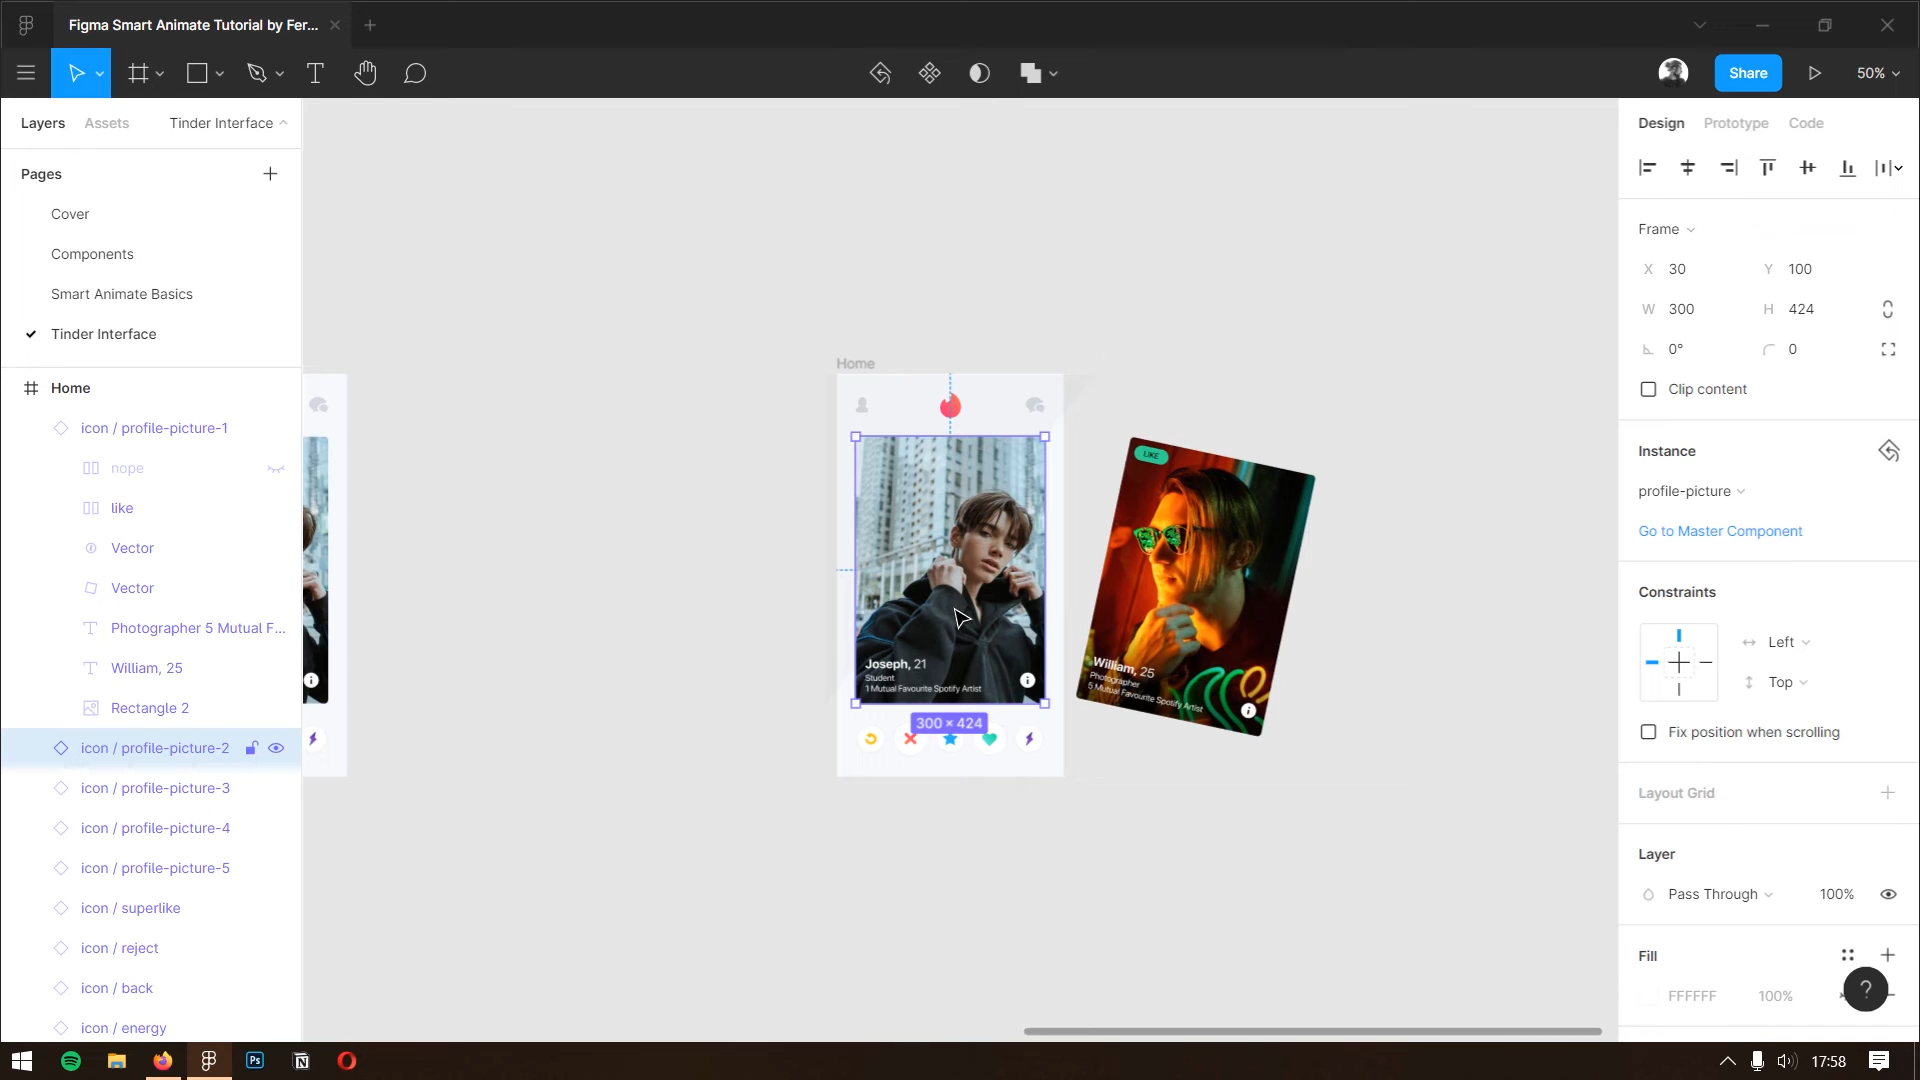 Figma Smart Animate Tutorial by Fer...
Share
50%
Layers
Assets
Tinder Interface
Pages
Cover
Components
Smart Animate Basics
Tinder Interface
Home
icon / profile-picture-1
nope
like
Vector
Vector
Photographer 5 Mutual F...
William, 25
Rectangle 2
icon / profile-picture-2
icon / profile-picture-3
icon / profile-picture-4
icon / profile-picture-5
icon / superlike
icon / reject
icon / back
icon / energy
Home
Joseph, 21
Student
1 Mutual Favourite Spotify Artist
300 × 424
LIKE
William, 25
Photographer
5 Mutual Favourite Spotify Artist
Design
Prototype
Code
Frame
X 30
Y 100
W 300
H 424
0°
0
Clip content
Instance
profile-picture
Go to Master Component
Constraints
Left
Top
Fix position when scrolling
Layout Grid
Layer
Pass Through
100%
Fill
FFFFFF
100%
?
Ps
17:58